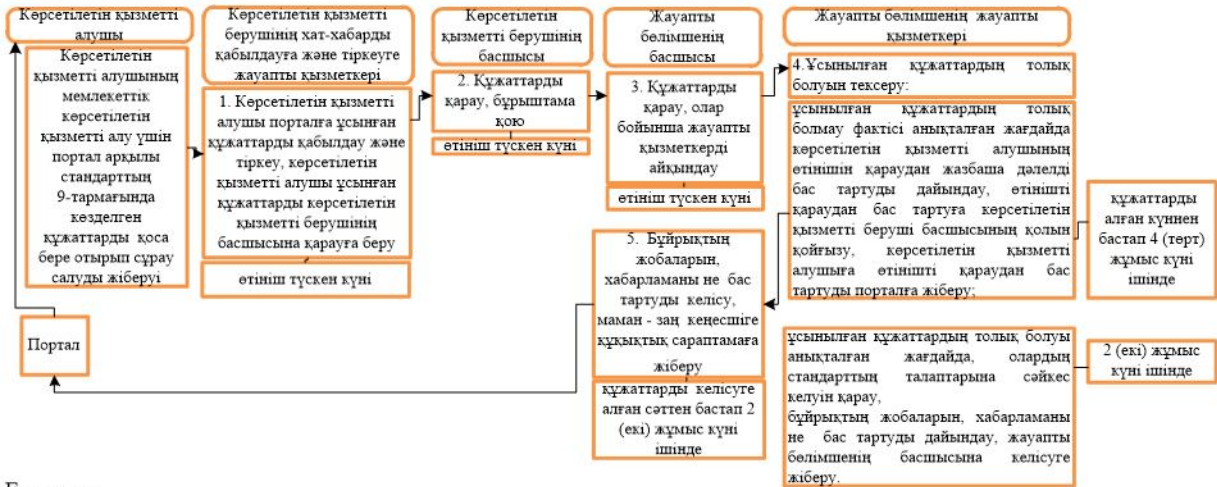 Көрсетілетін қызметті
алушы
Көрсетілетін
қызметті алушының
мемлекеттік
көрсетілетін
қызметті алу үшін
портал арқылы
стандарттың
9-тармағында
көзделген
құжаттарды қоса
бере отырып сұрау
салуды жіберуі
Портал
Көрсетілетін қызметті
берушінің хат-хабарды
қабылдауға және тіркеуге
жауапты қызметкері
1. Көрсетілетін қызметті
алушы порталға ұсынған
құжаттарды қабылдау және
тіркеу, көрсетілетін
қызметті алушы ұсынған
құжаттарды көрсетілетін
қызметті берушінің
басшысына қарауға беру
өтініш түскен күні
Көрсетілетін
қызметті берушінің
басшысы
2. Құжаттарды
қарау, бұрыштама
қою
өтініш түскен күні
Жауапты
бөлімшенің
басшысы
3. Құжаттарды
қарау, олар
бойынша жауапты
қызметкерді
айқындау
өтініш түскен күні
5. Бұйрықтың
жобаларын,
хабарламаны не бас
тартуды келісу,
маман - заң кеңесшіге
құқықтық сараптамаға
жіберу
құжаттарды келісуге
алған сәттен бастап 2
(екі) жұмыс күні
ішінде
Жауапты бөлімшенің жауапты
қызметкері
4.Ұсынылған құжаттардың толық
болуын тексеру:
ұсынылған құжаттардың толық
болмау фактісі анықталған жағдайда
көрсетілетін қызметті алушының
өтінішін қараудан жазбаша дәлелді
бас тартуды дайындау, өтінішті
қараудан бас тартуға көрсетілетін
қызметті беруші басшысының қолын
қойғызу, көрсетілетін қызметті
алушыға өтінішті қараудан бас
тартуды порталға жіберу;
құжаттарды
алған күннен
бастап 4 (төрт)
жұмыс күні
ішінде
ұсынылған құжаттардың толық болуы
анықталған жағдайда, олардың
стандарттың талаптарына сәйкес
келуін қарау,
бұйрықтың жобаларын, хабарламаны
не бас тартуды дайындау, жауапты
бөлімшенің басшысына келісуге
жіберу.
2 (екі) жұмыс
күні ішінде